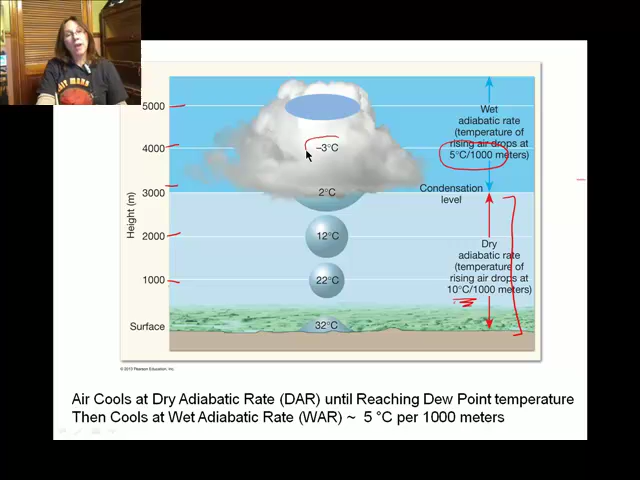 5000
4000
3000
2000
1000
Surface
Height (m)
–3°C
2°C
12°C
22°C
32°C
Wet
adiabatic rate
(temperature of
rising air drops at
5°C/1000 meters)
Condensation
level
Dry
adiabatic rate
(temperature of
rising air drops at
10°C/1000 meters)
© 2013 Pearson Education, Inc.
Air Cools at Dry Adiabatic Rate (DAR) until Reaching Dew Point temperature
Then Cools at Wet Adiabatic Rate (WAR) ~ 5 °C per 1000 meters